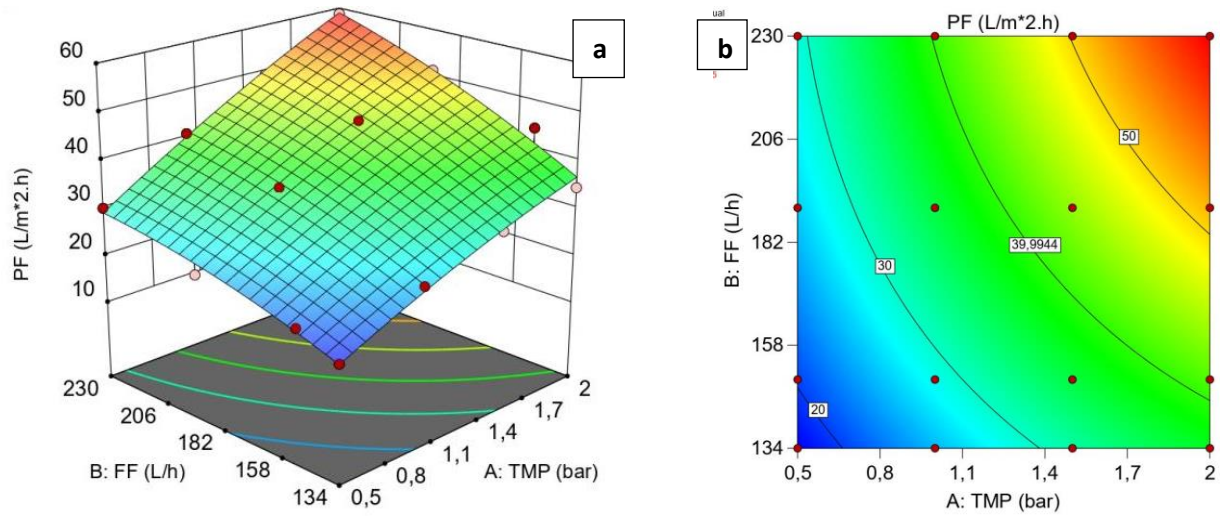 a
60
50
40
30
20
10
PF (L/m*2.h)
230
206
182
158
134
B: FF (L/h)
2
1,7
1,4
1,1
0,8
0,5
A: TMP (bar)
ual
b
5
PF (L/m*2.h)
230
206
182
158
134
B: FF (L/h)
50
39,9944
30
20
0,5 0,8 1,1 1,4 1,7 2
A: TMP (bar)